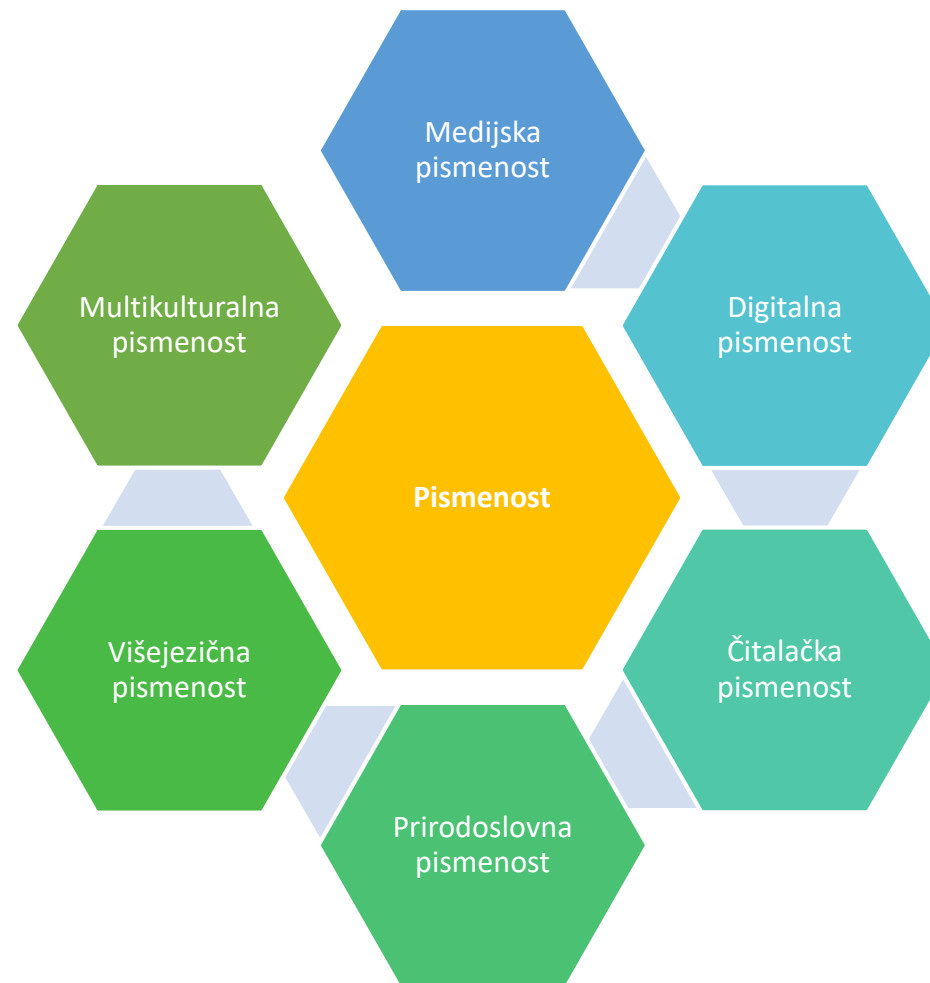 Medijska
pismenost
Digitalna
pismenost
Čitalačka
pismenost
Prirodoslovna
pismenost
Višejezična
pismenost
Multikulturalna
pismenost
Pismenost